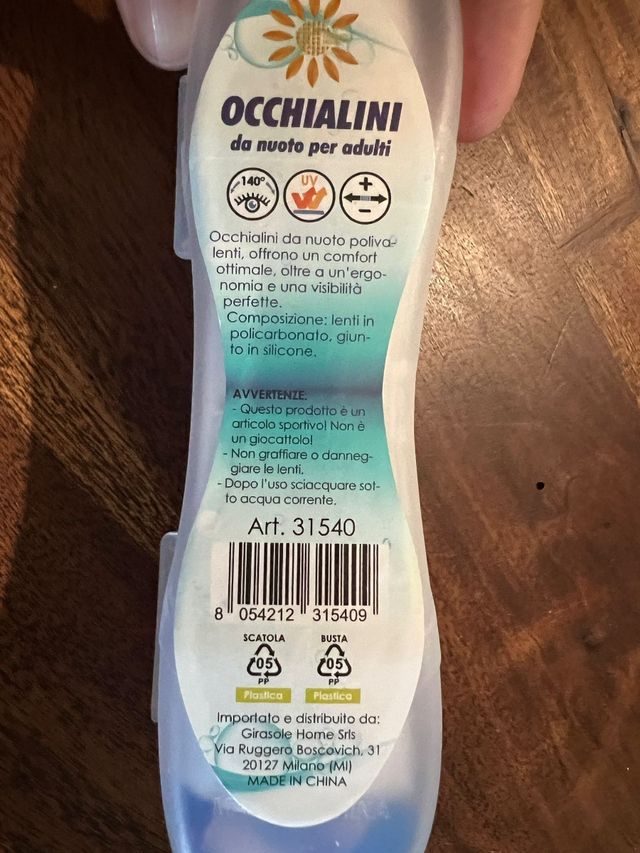 OCCHIALINI
da nuoto per adulti
140°
UV
+
-
Occhialini da nuoto poliva-
lenti, offrono un comfort
ottimale, oltre a un'ergo-
nomia e una visibilità
perfette.
Composizione: lenti in
policarbonato, giun-
to in silicone.
AVVERTENZE:
- Questo prodotto è un
articolo sportivo! Non è
un giocattolo!
- Non graffiare o danneg-
giare le lenti.
- Dopo l'uso sciacquare sot-
to acqua corrente.
Art. 31540
8 054212 315409
SCATOLA BUSTA
05 05
PP PP
Plastica Plastica
Importato e distribuito da:
Girasole Home Srls
Via Ruggero Boscovich, 31
20127 Milano (MI)
MADE IN CHINA